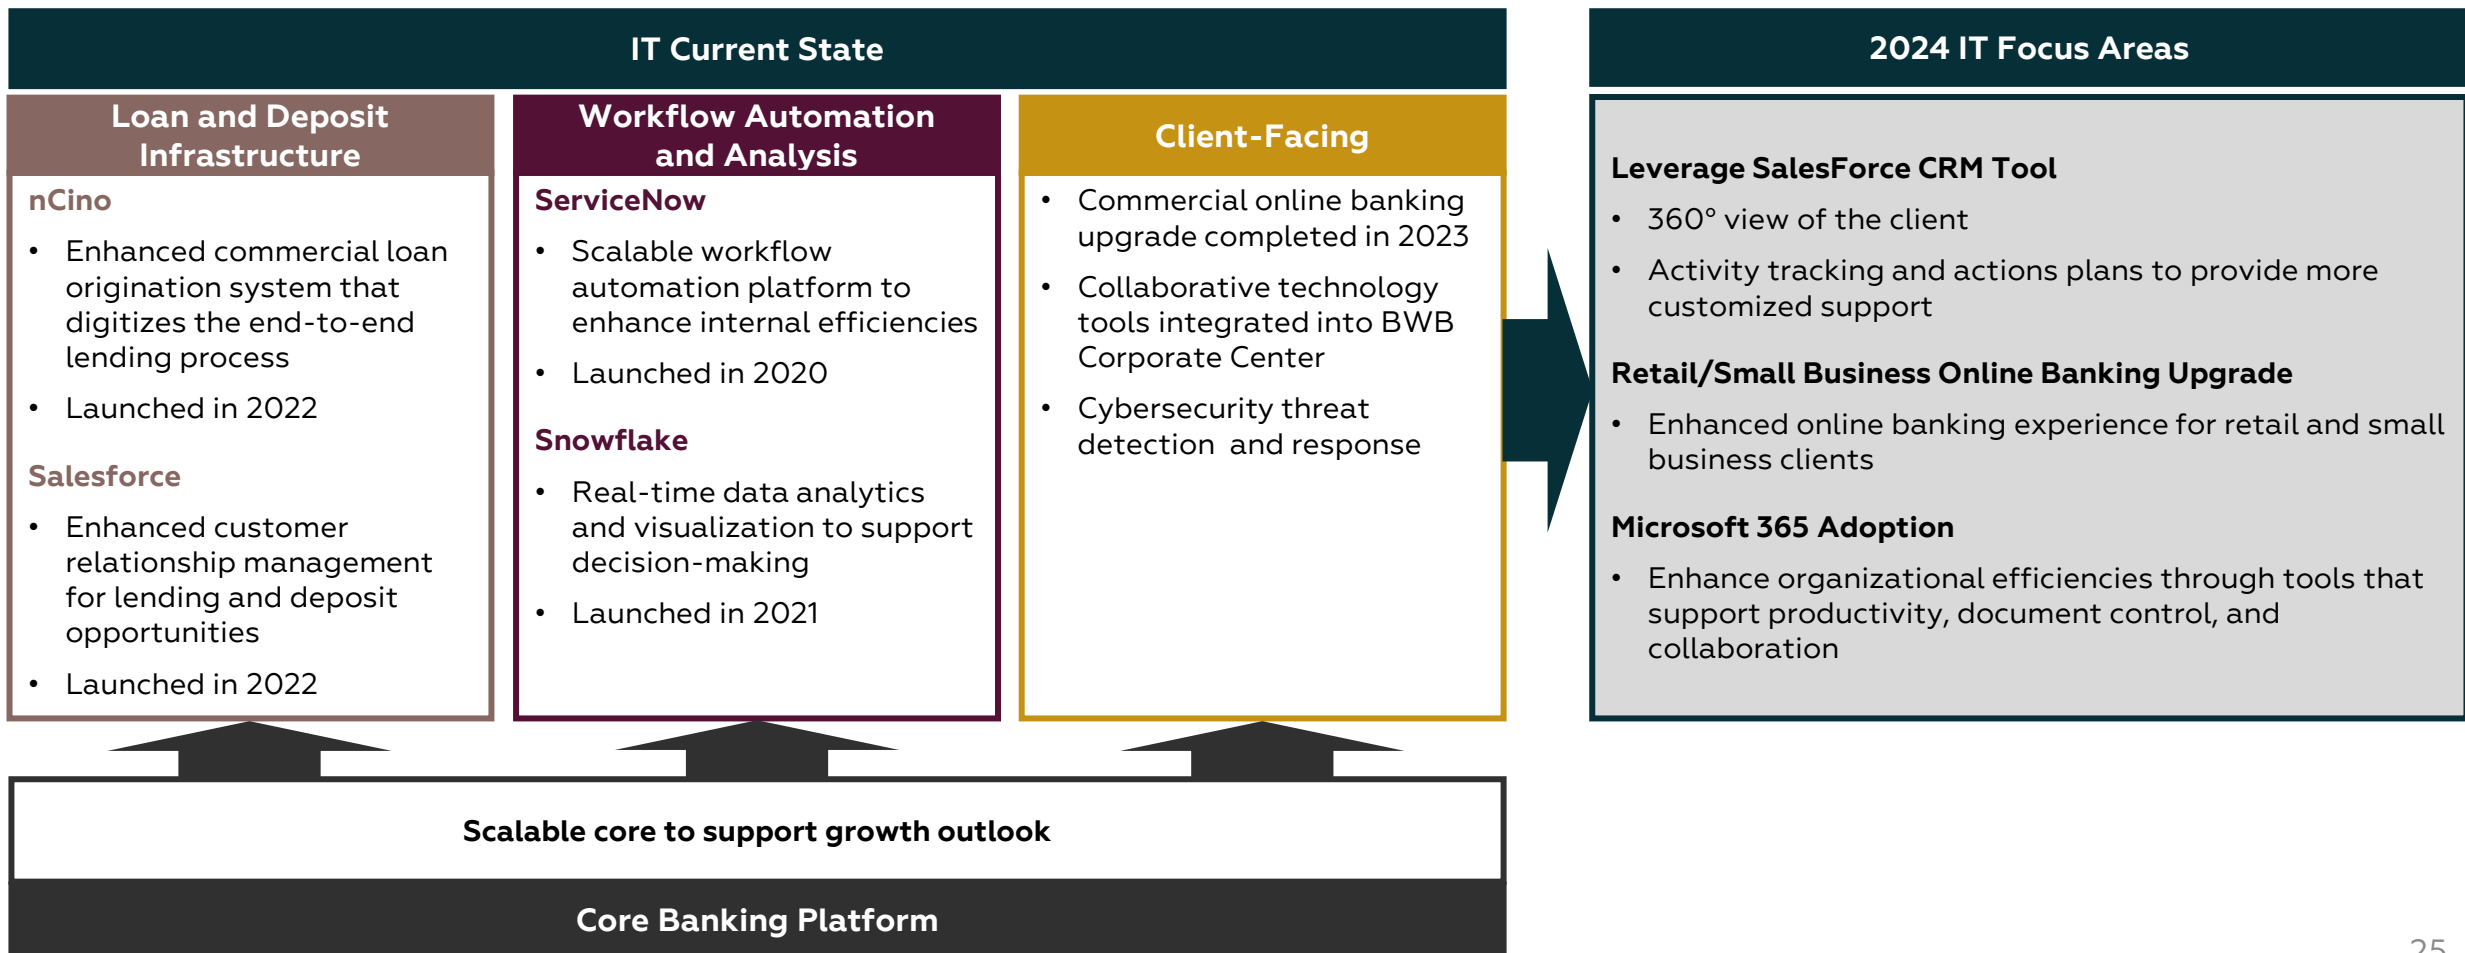 IT Current State
Loan and Deposit
Infrastructure
nCino
• Enhanced commercial loan
origination system that
digitizes the end-to-end
lending process
• Launched in 2022
Salesforce
• Enhanced customer
relationship management
for lending and deposit
opportunities
• Launched in 2022
Workflow Automation
and Analysis
ServiceNow
• Scalable workflow
automation platform to
enhance internal efficiencies
• Launched in 2020
Snowflake
• Real-time data analytics
and visualization to support
decision-making
• Launched in 2021
Client-Facing
• Commercial online banking
upgrade completed in 2023
• Collaborative technology
tools integrated into BWB
Corporate Center
• Cybersecurity threat
detection and response
Scalable core to support growth outlook
Core Banking Platform
2024 IT Focus Areas
Leverage SalesForce CRM Tool
• 360° view of the client
• Activity tracking and actions plans to provide more
customized support
Retail/Small Business Online Banking Upgrade
• Enhanced online banking experience for retail and small
business clients
Microsoft 365 Adoption
• Enhance organizational efficiencies through tools that
support productivity, document control, and
collaboration
25